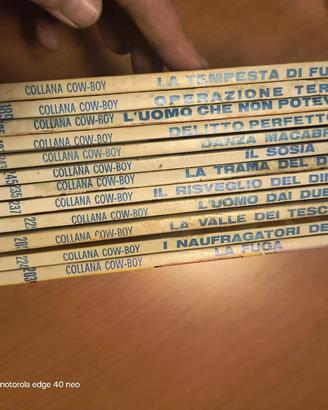 COLLANA COW-BOY LA TEMPESTA DI FU
COLLANA COW-BOY OPERAZIONE TER
COLLANA COW-BOY L'UOMO CHE NON POTEV
COLLANA COW-BOY DELITTO PERFETTO
COLLANA COW-BOY DANZA MACABR
COLLANA COW-BOY IL SOSIA
COLLANA COW-BOY LA TRAMA DEL D
COLLANA COW-BOY IL RISVEGLIO DEL DI
COLLANA COW-BOY L'UOMO DAI DUE
COLLANA COW-BOY LA VALLE DEI TESC
COLLANA COW-BOY I NAUFRAGATORI DE
COLLANA COW-BOY LA FUGA
motorola edge 40 neo